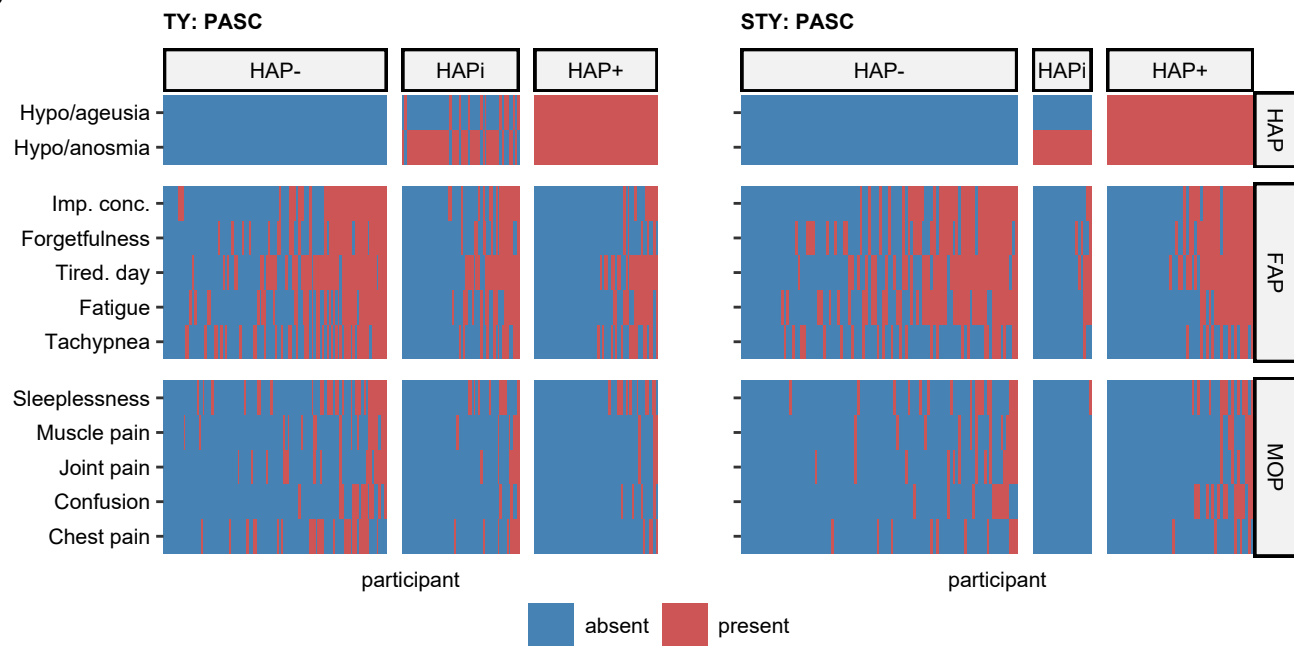 TY: PASC
STY: PASC
HAP-
HAPi
HAP+
HAP-
HAPi
HAP+
Hypo/ageusia
Hypo/anosmia
HAP
Imp. conc.
Forgetfulness
Tired. day
Fatigue
Tachypnea
FAP
Sleeplessness
Muscle pain
Joint pain
Confusion
Chest pain
MOP
participant
participant
absent
present